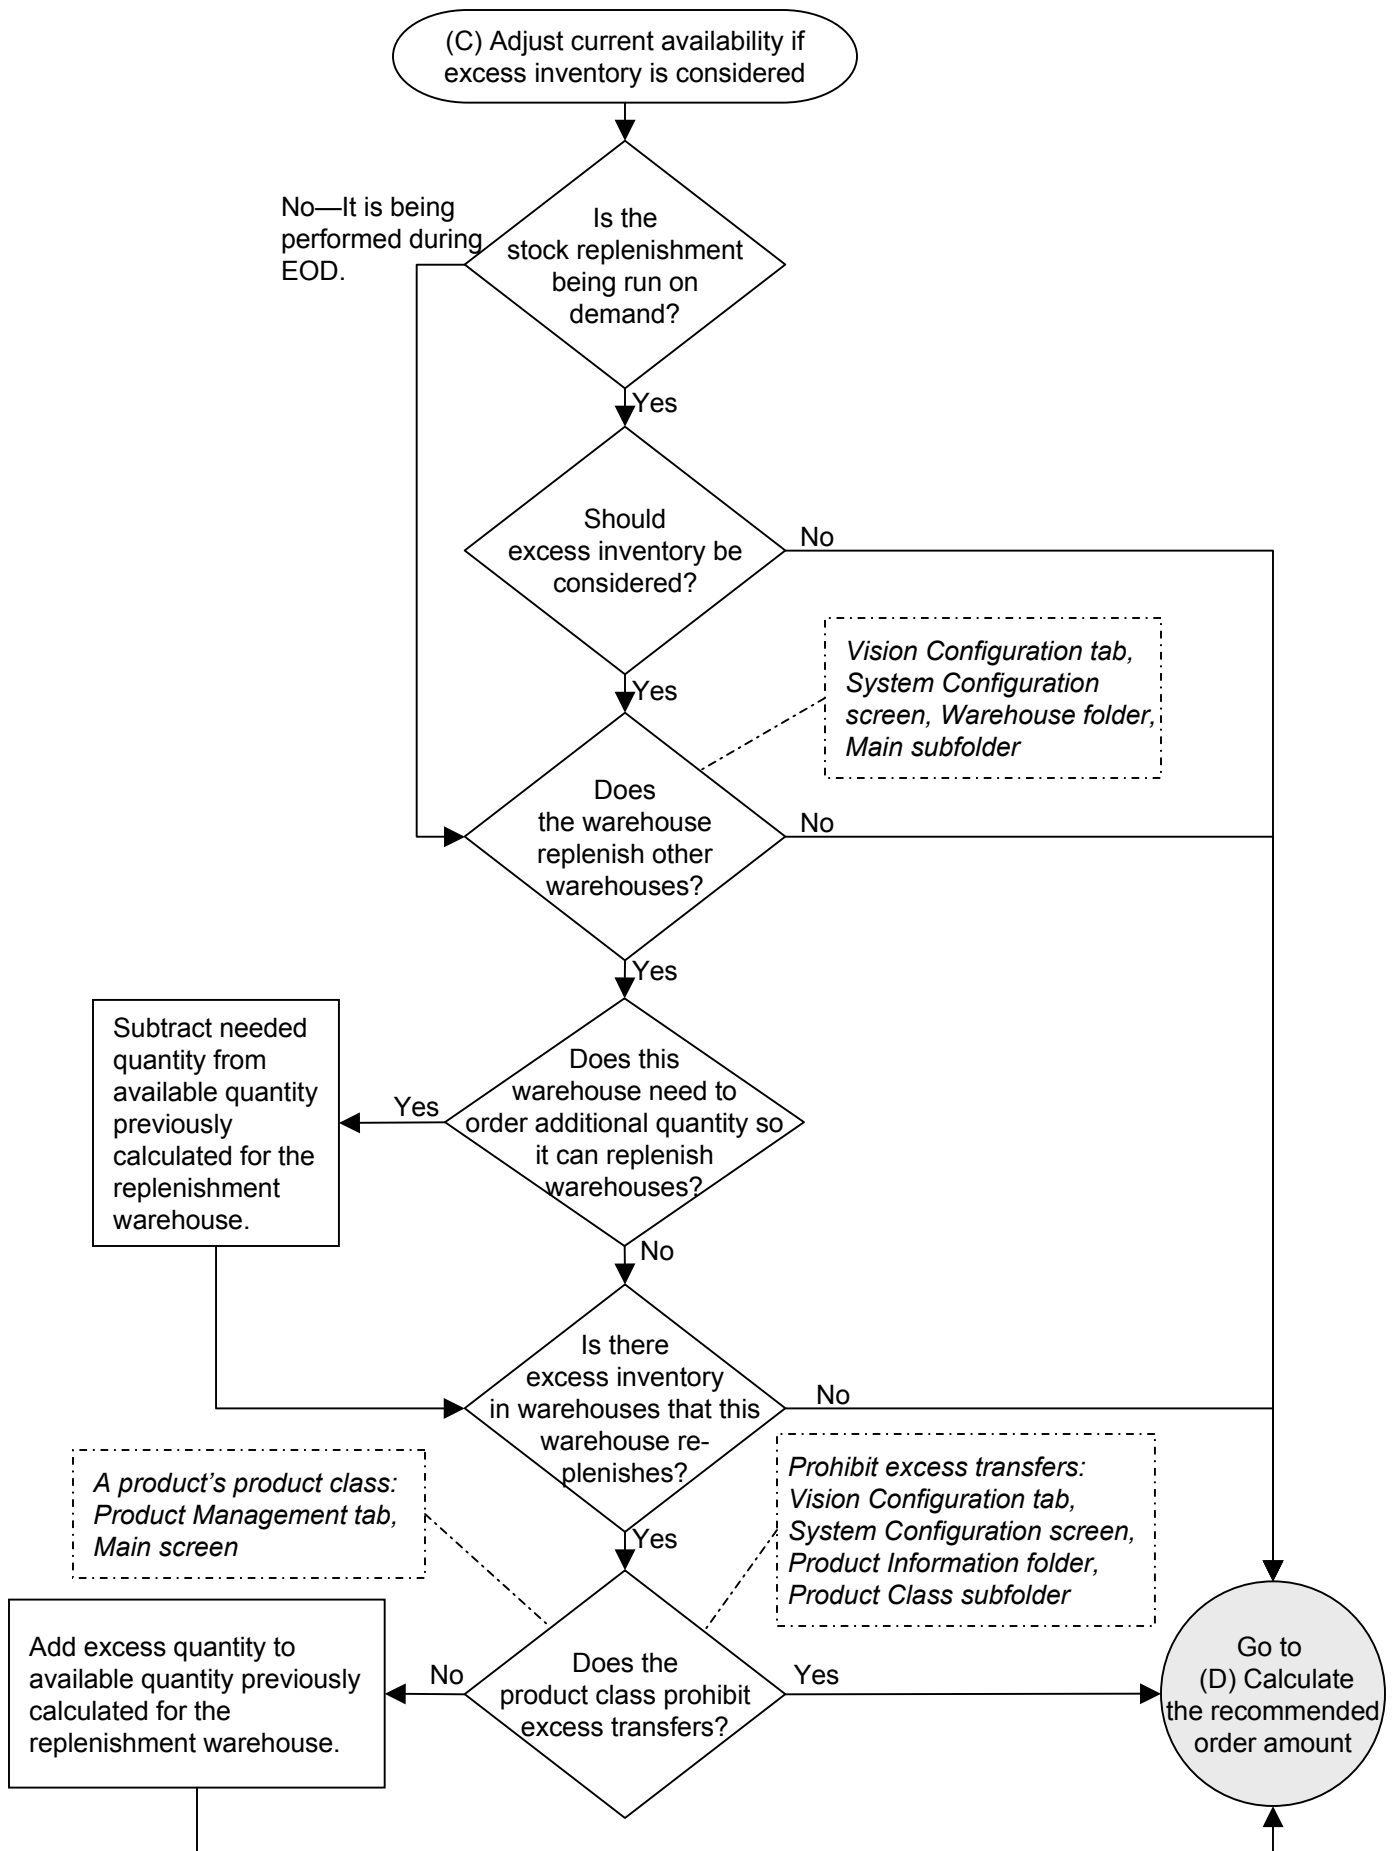 (C) Adjust current availability if
excess inventory is considered
No—It is being
performed during
EOD.
Is the
stock replenishment
being run on
demand?
Yes
Should
excess inventory be
considered?
No
Yes
Vision Configuration tab,
System Configuration
screen, Warehouse folder,
Main subfolder
Does
the warehouse
replenish other
warehouses?
No
Yes
Subtract needed
quantity from
available quantity
previously
calculated for the
replenishment
warehouse.
Yes
Does this
warehouse need to
order additional quantity so
it can replenish
warehouses?
No
Is there
excess inventory
in warehouses that this
warehouse re-
plenishes?
No
A product’s product class:
Product Management tab,
Main screen
Prohibit excess transfers:
Vision Configuration tab,
System Configuration screen,
Product Information folder,
Product Class subfolder
Yes
Add excess quantity to
available quantity previously
calculated for the
replenishment warehouse.
No
Does the
product class prohibit
excess transfers?
Yes
Go to
(D) Calculate
the recommended
order amount